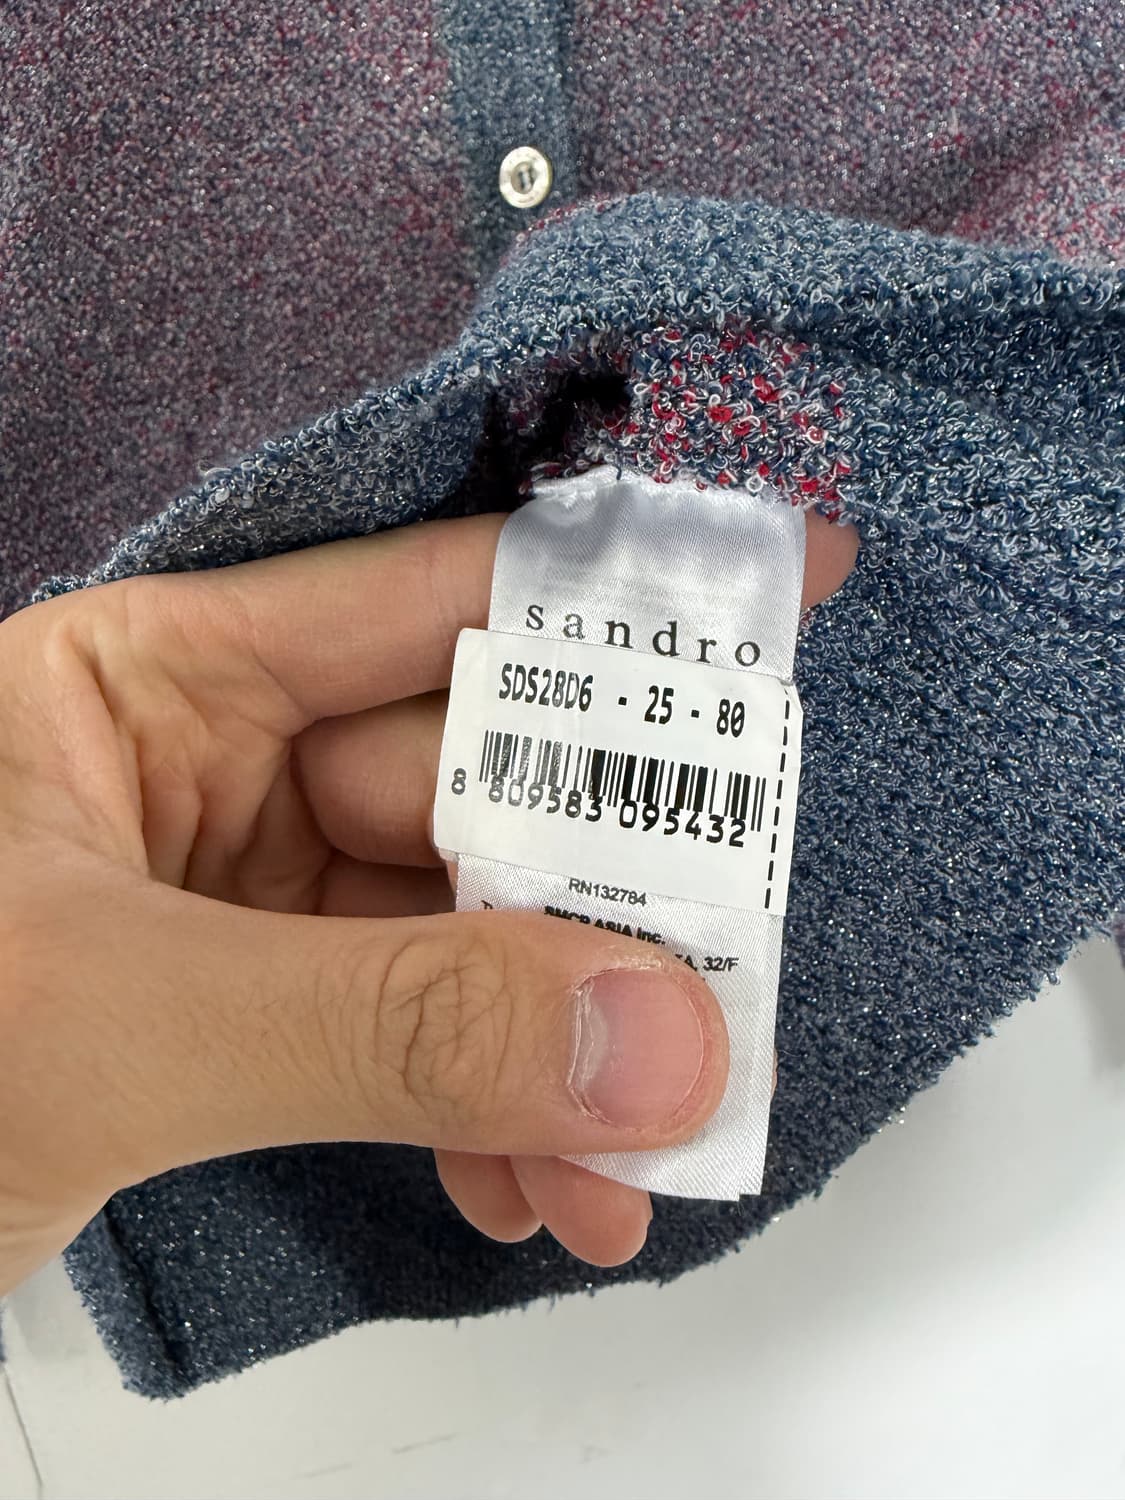 sandro
SDS28D6 - 25 - 80
8 809583 095432
RN132784
SMCP ASIA Inc.
32/F